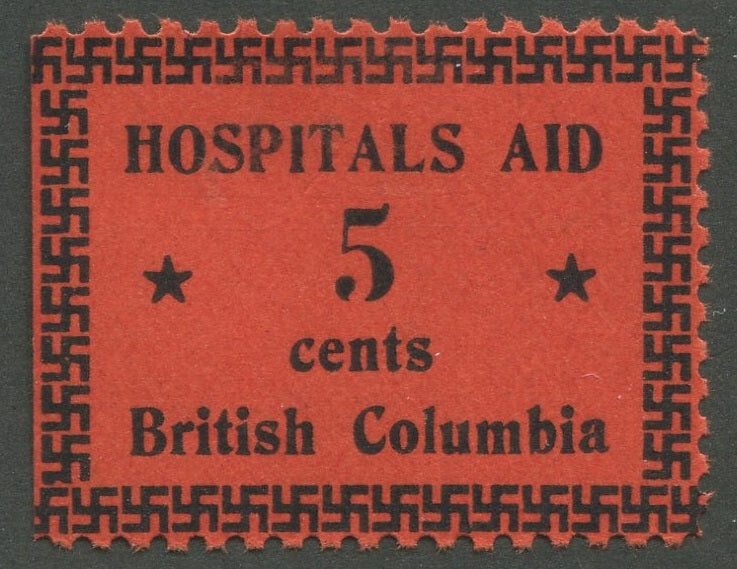 HOSPITALS AID
5
cents
British Columbia